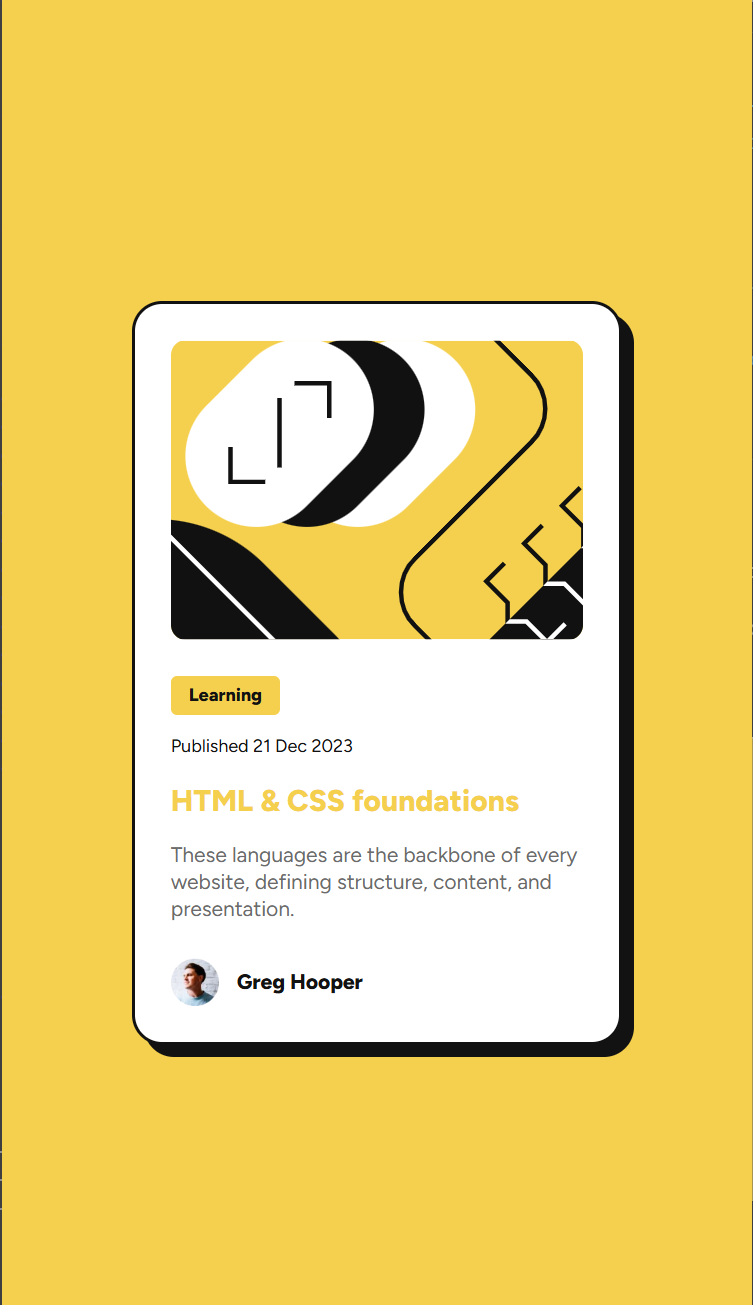 Learning
Published 21 Dec 2023
HTML & CSS foundations
These languages are the backbone of every
website, defining structure, content, and
presentation.
Greg Hooper